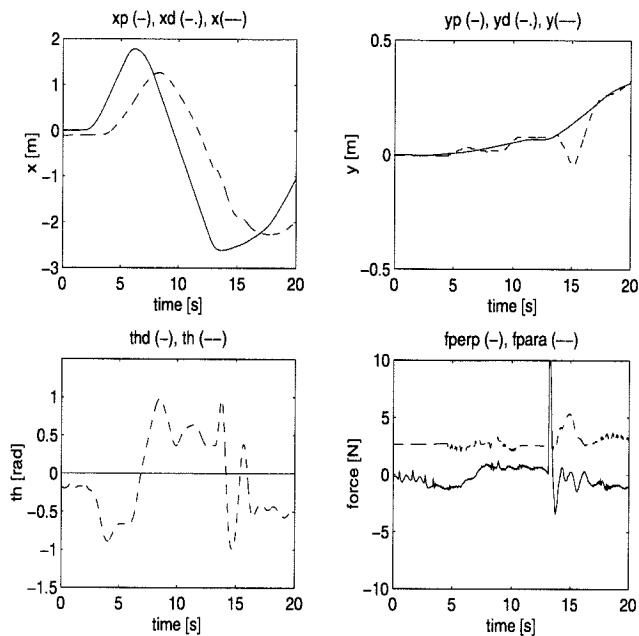 xp (–), xd (–.), x(––)
2
1
0
−1
−2
−3
x [m]
0 5 10 15 20
time [s]
yp (–), yd (–.), y(––)
0.5
0
−0.5
y [m]
0 5 10 15 20
time [s]
thd (–), th (––)
1
0.5
0
−0.5
−1
−1.5
th [rad]
0 5 10 15 20
time [s]
fperp (–), fpara (––)
10
5
0
−5
−10
force [N]
0 5 10 15 20
time [s]